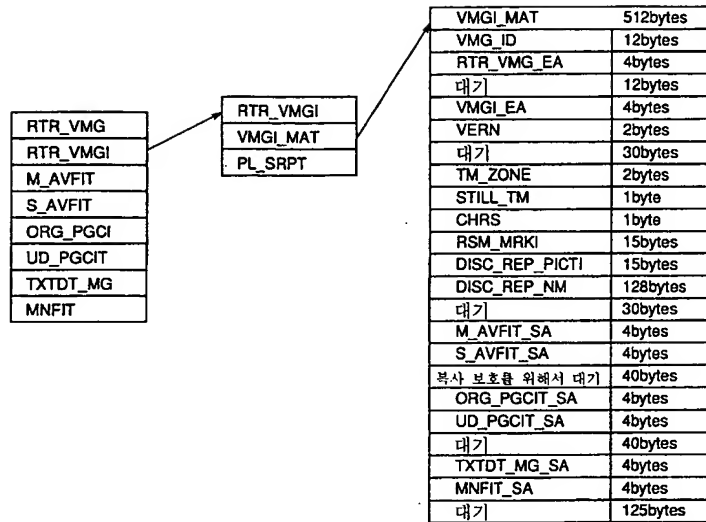 RTR_VMG
RTR_VMGI
M_AVFIT
S_AVFIT
ORG_PGCI
UD_PGCIT
TXTDT_MG
MNFIT
RTR_VMGI
VMGI_MAT
PL_SRPT
VMGI_MAT 512bytes
VMG_ID 12bytes
RTR_VMG_EA 4bytes
대기 12bytes
VMGI_EA 4bytes
VERN 2bytes
대기 30bytes
TM_ZONE 2bytes
STILL_TM 1byte
CHRS 1byte
RSM_MRKI 15bytes
DISC_REP_PICTI 15bytes
DISC_REP_NM 128bytes
대기 30bytes
M_AVFIT_SA 4bytes
S_AVFIT_SA 4bytes
복사 보호를 위해서 대기 40bytes
ORG_PGCIT_SA 4bytes
UD_PGCIT_SA 4bytes
대기 40bytes
TXTDT_MG_SA 4bytes
MNFIT_SA 4bytes
대기 125bytes